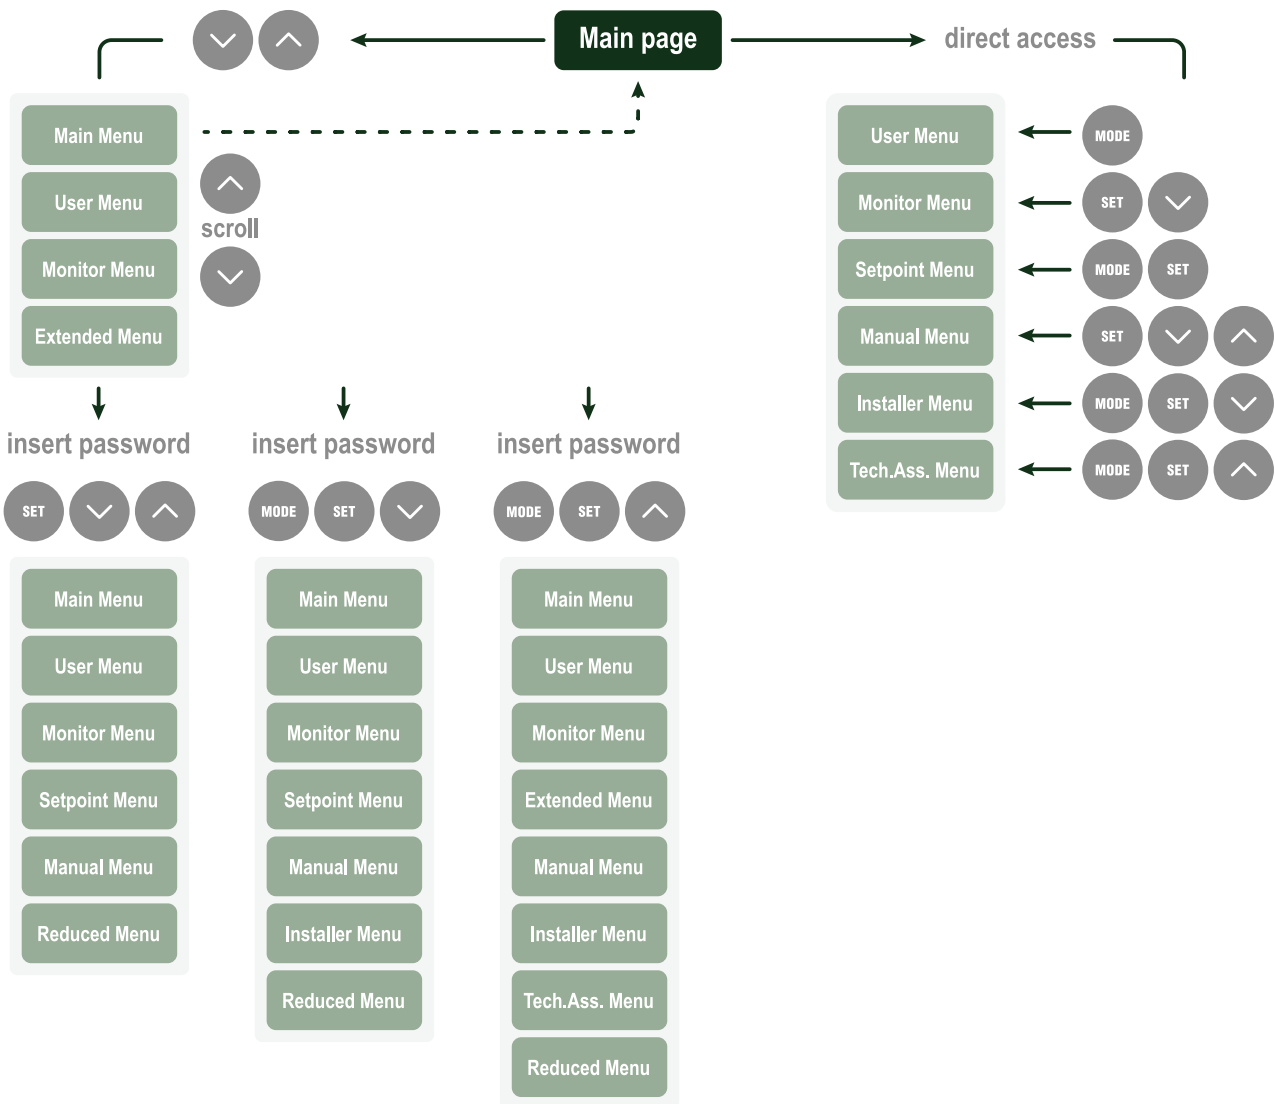 Main page
direct access
Main Menu
User Menu
Monitor Menu
Extended Menu
scroll
User Menu
MODE
Monitor Menu
SET
Setpoint Menu
MODE SET
Manual Menu
SET
Installer Menu
MODE SET
Tech.Ass. Menu
MODE SET
insert password
SET
Main Menu
User Menu
Monitor Menu
Setpoint Menu
Manual Menu
Reduced Menu
insert password
MODE SET
Main Menu
User Menu
Monitor Menu
Setpoint Menu
Manual Menu
Installer Menu
Reduced Menu
insert password
MODE SET
Main Menu
User Menu
Monitor Menu
Extended Menu
Manual Menu
Installer Menu
Tech.Ass. Menu
Reduced Menu